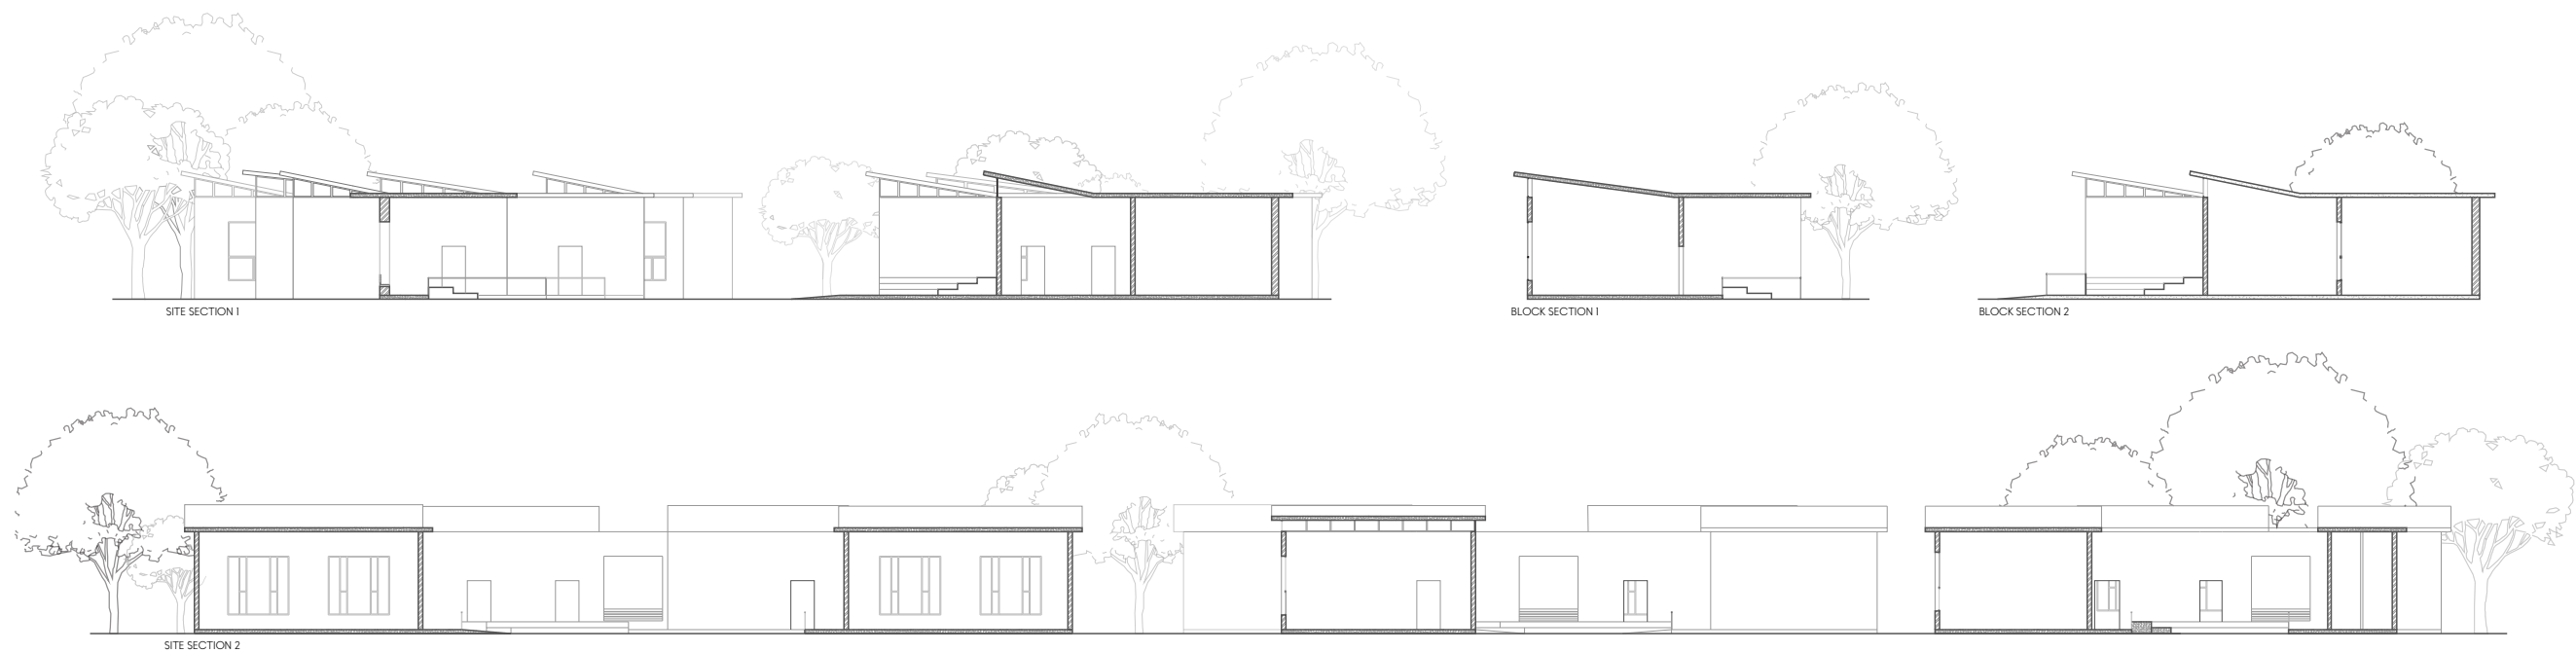 SITE SECTION 1
BLOCK SECTION 1
BLOCK SECTION 2
SITE SECTION 2